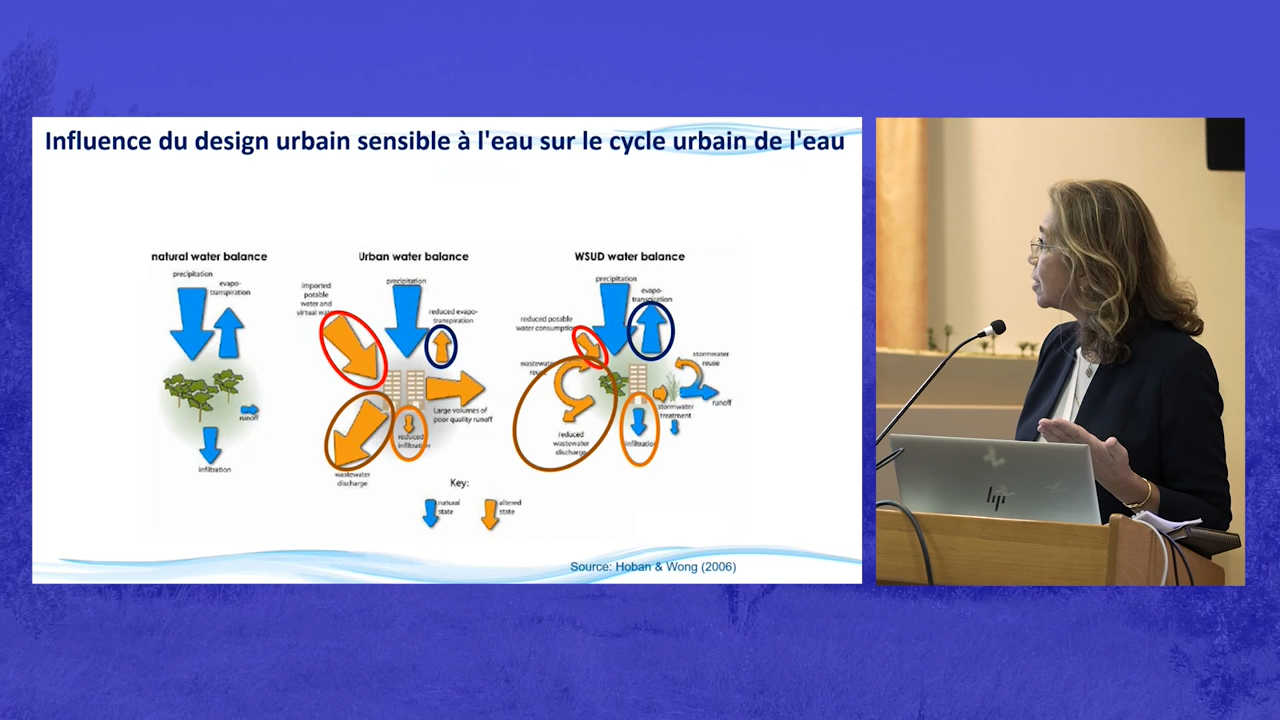 Influence du design urbain sensible à l'eau sur le cycle urbain de l'eau
natural water balance
precipitation
evapo-
transpiration
runoff
infiltration
Urban water balance
imported
potable
water and
virtual water
precipitation
reduced evapo-
transpiration
Large volumes of
poor quality runoff
reduced
infiltration
wastewater
discharge
WSUD water balance
precipitation
evapo-
transpiration
reduced potable
water consumption
wastewater
reuse
stormwater
reuse
runoff
stormwater
treatment
infiltration
reduced
wastewater
discharge
Key:
natural
state
altered
state
Source: Hoban & Wong (2006)
hp